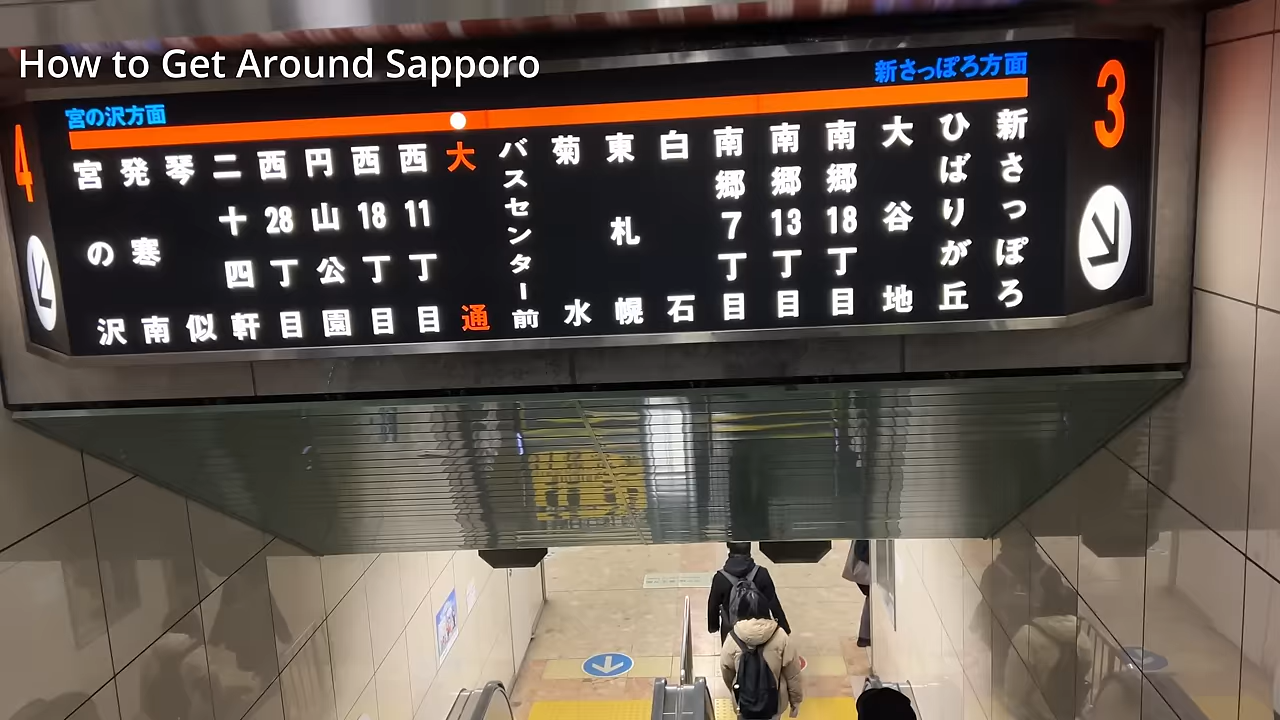 How to Get Around Sapporo
宮の沢方面
新さっぽろ方面
4
3
宮の沢
発寒南
琴似
二十四軒
西28丁目
円山公園
西18丁目
西11丁目
大通
バスセンター前
菊水
東札幌
白石
南郷7丁目
南郷13丁目
南郷18丁目
大谷地
ひばりが丘
新さっぽろ